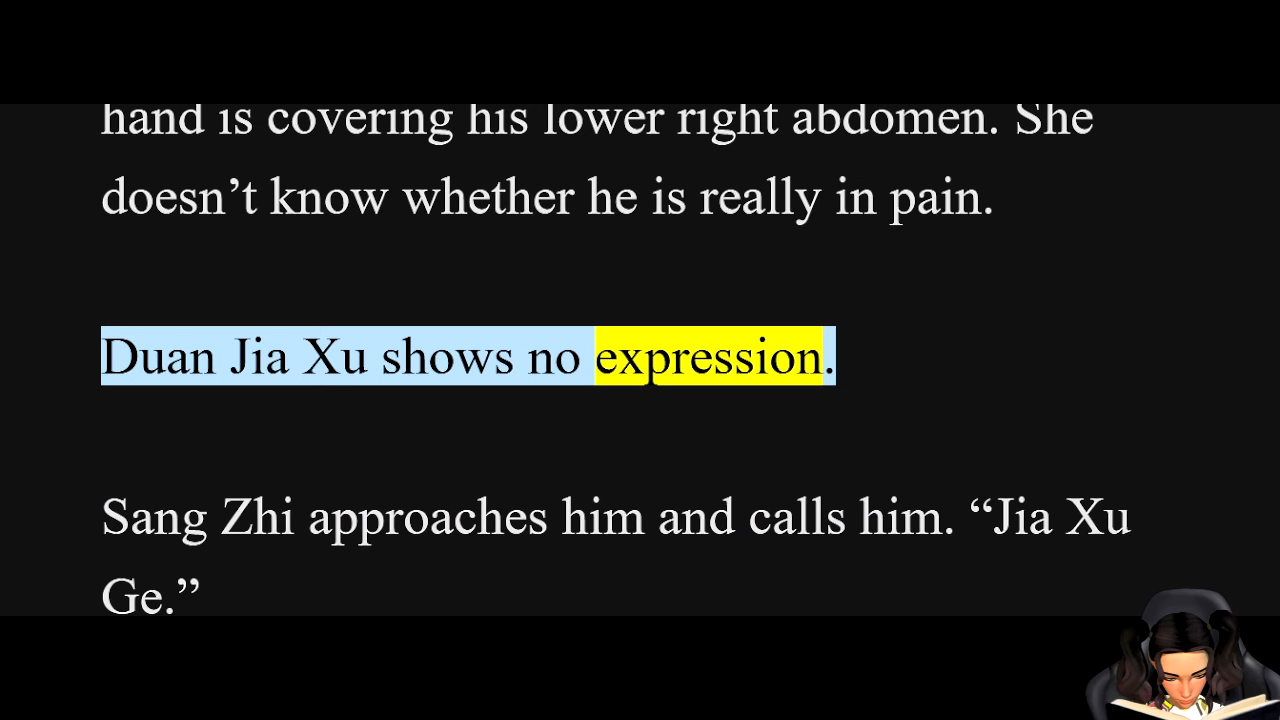 hand is covering his lower right abdomen. She
doesn’t know whether he is really in pain.
Duan Jia Xu shows no expression.
Sang Zhi approaches him and calls him. “Jia Xu
Ge.”